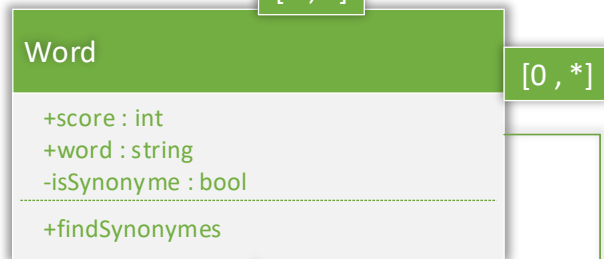 Word
[0 , *]
+score : int
+word : string
-isSynonyme : bool
+findSynonymes